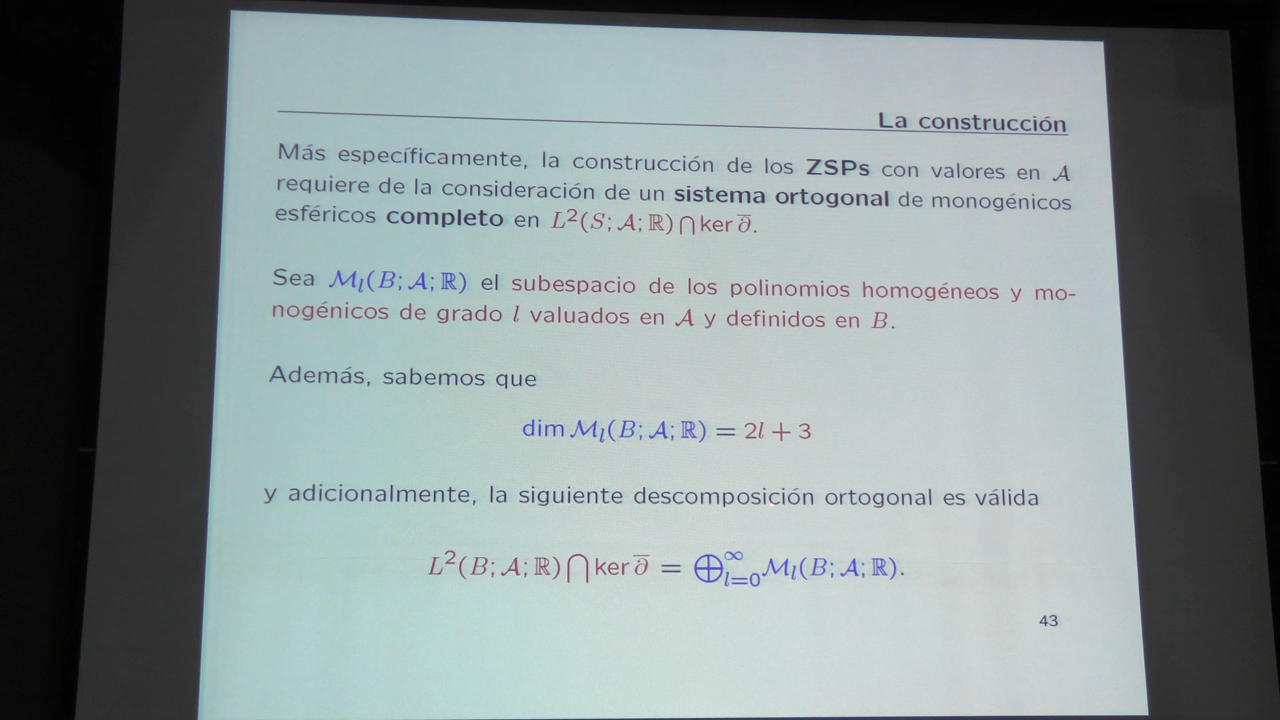 La construcción
Más específicamente, la construcción de los ZSPs con valores en 𝒜
requiere de la consideración de un sistema ortogonal de monogénicos
esféricos completo en L²(S; 𝒜; ℝ) ⋂ ker ∂̅.
Sea ℳₗ(B; 𝒜; ℝ) el subespacio de los polinomios homogéneos y mo-
nogénicos de grado l valuados en 𝒜 y definidos en B.
Además, sabemos que
dim ℳₗ(B; 𝒜; ℝ) = 2l + 3
y adicionalmente, la siguiente descomposición ortogonal es válida
L²(B; 𝒜; ℝ) ⋂ ker ∂̅ = ⨁_{l=0}^{∞} ℳₗ(B; 𝒜; ℝ).
43